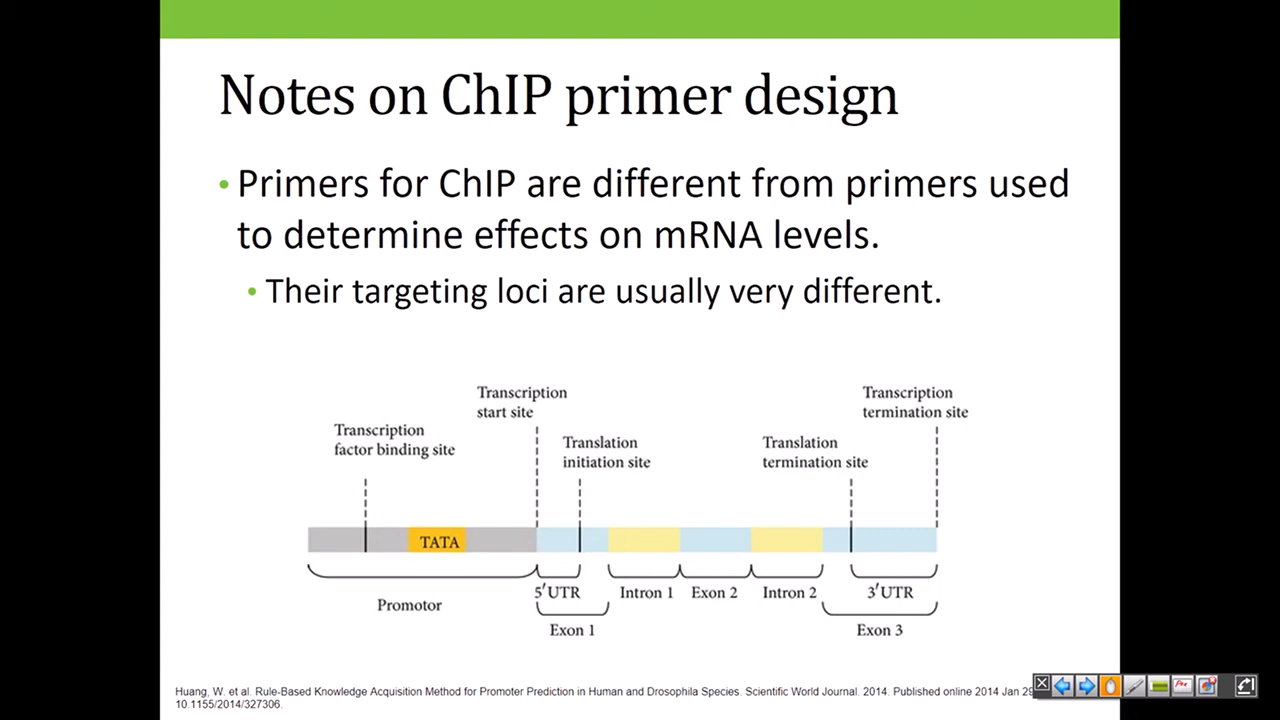 Notes on ChIP primer design
• Primers for ChIP are different from primers used
to determine effects on mRNA levels.
• Their targeting loci are usually very different.
Transcription
start site
Transcription
termination site
Transcription
factor binding site
Translation
initiation site
Translation
termination site
TATA
5′UTR
Intron 1
Exon 2
Intron 2
3′UTR
Promotor
Exon 1
Exon 3
Huang, W. et al. Rule-Based Knowledge Acquisition Method for Promoter Prediction in Human and Drosophila Species. Scientific World Journal. 2014. Published online 2014 Jan 29
10.1155/2014/327306.